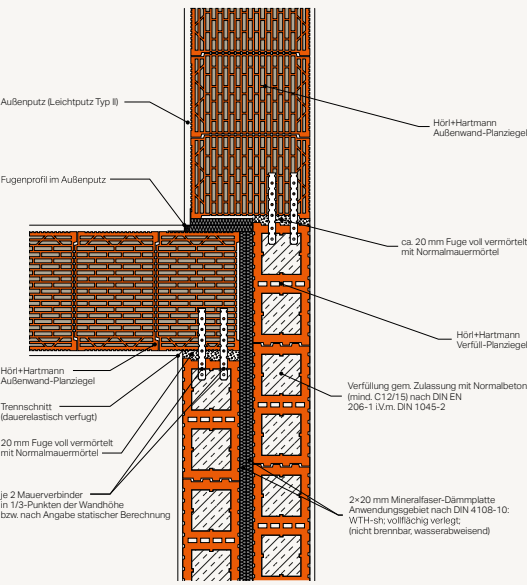 Außenputz (Leichtputz Typ II)
Fugenprofil im Außenputz
Hörl+Hartmann
Außenwand-Planziegel
Trennschnitt
(dauerelastisch verfugt)
20 mm Fuge voll vermörtelt
mit Normalmauermörtel
je 2 Mauerverbinder
in 1/3-Punkten der Wandhöhe
bzw. nach Angabe statischer Berechnung
Hörl+Hartmann
Außenwand-Planziegel
ca. 20 mm Fuge voll vermörtelt
mit Normalmauermörtel
Hörl+Hartmann
Verfüll-Planziegel
Verfüllung gem. Zulassung mit Normalbeton
(mind. C12/15) nach DIN EN
206-1 i.V.m. DIN 1045-2
2×20 mm Mineralfaser-Dämmplatte
Anwendungsgebiet nach DIN 4108-10:
WTH-sh; vollflächig verlegt;
(nicht brennbar, wasserabweisend)